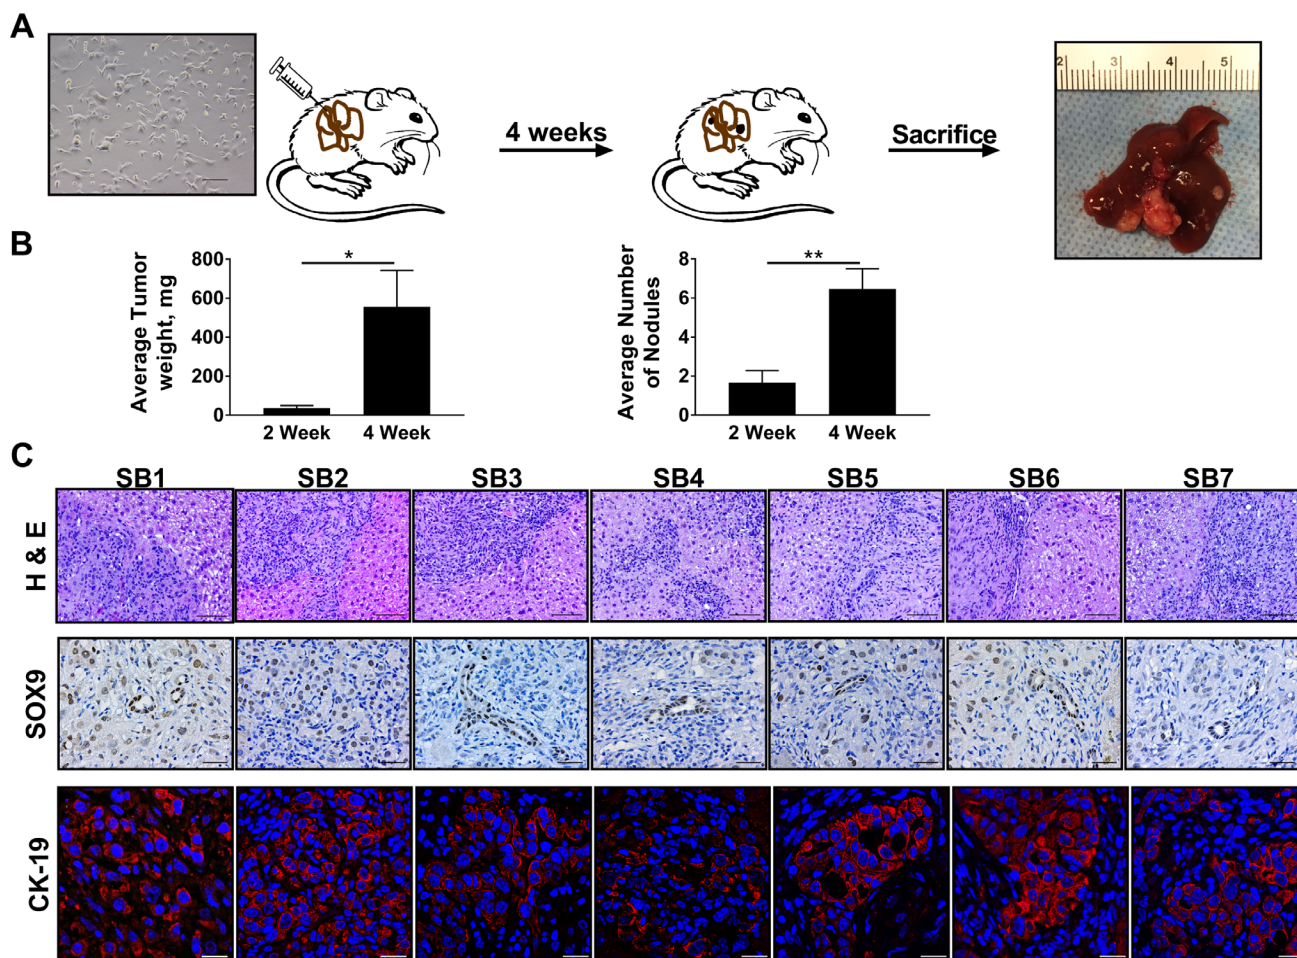 A
4 weeks
Sacrifice
2 3 4 5
B
Average Tumor
weight, mg
800
600
400
200
0
*
2 Week 4 Week
Average Number
of Nodules
8
6
4
2
0
**
2 Week 4 Week
C
SB1 SB2 SB3 SB4 SB5 SB6 SB7
H & E
SOX9
CK-19